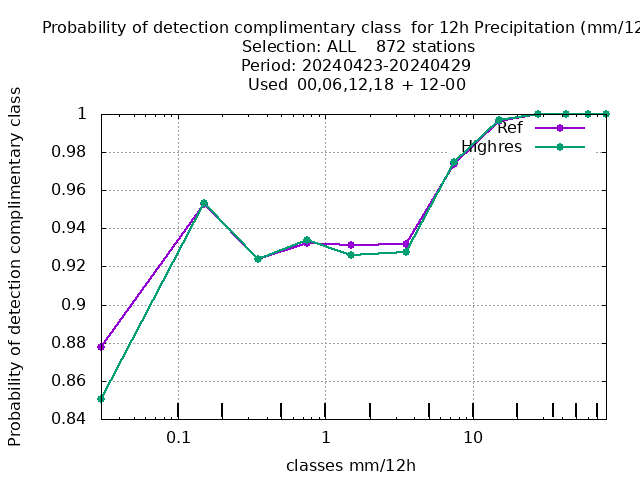 Probability of detection complimentary class  for 12h Precipitation (mm/12
Selection: ALL    872 stations
Period: 20240423-20240429
Used  00,06,12,18  + 12-00
Probability of detection complimentary class
1
0.98
0.96
0.94
0.92
0.9
0.88
0.86
0.84
Ref
Highres
0.1
1
10
classes mm/12h